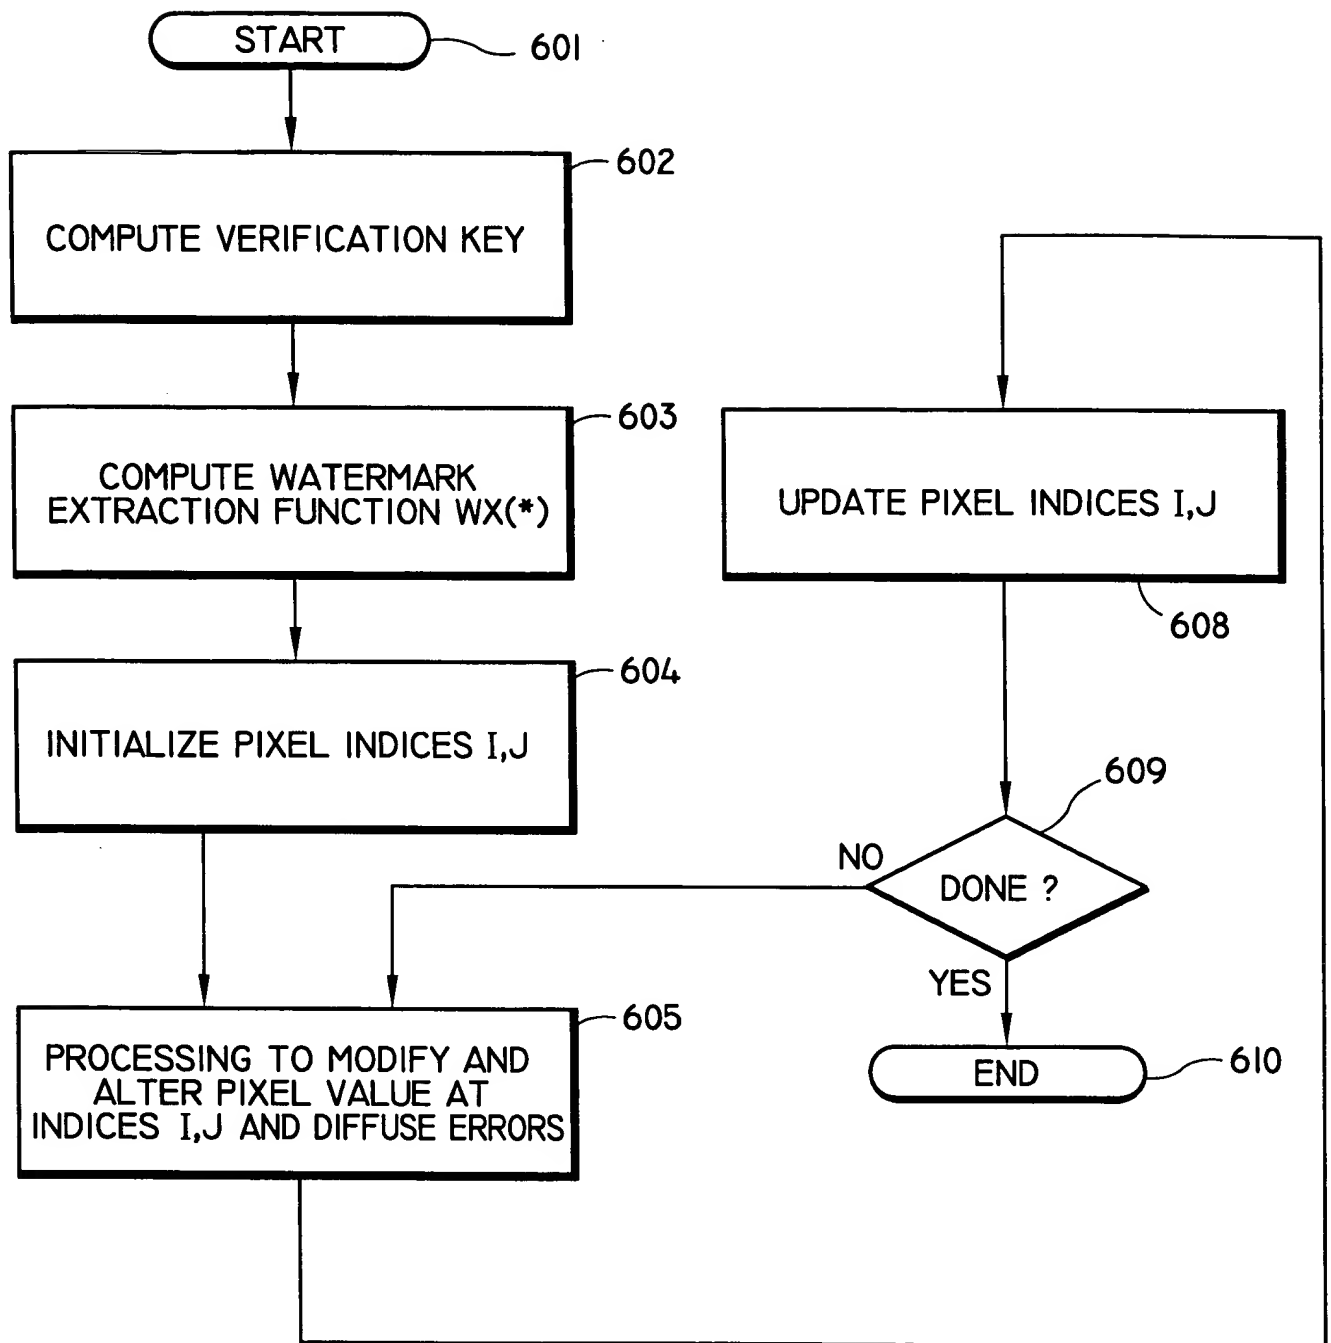 START
601
602
COMPUTE VERIFICATION KEY
603
COMPUTE WATERMARK
EXTRACTION FUNCTION WX(*)
604
INITIALIZE PIXEL INDICES I,J
605
PROCESSING TO MODIFY AND
ALTER PIXEL VALUE AT
INDICES I,J AND DIFFUSE ERRORS
UPDATE PIXEL INDICES I,J
608
609
DONE ?
NO
YES
END
610